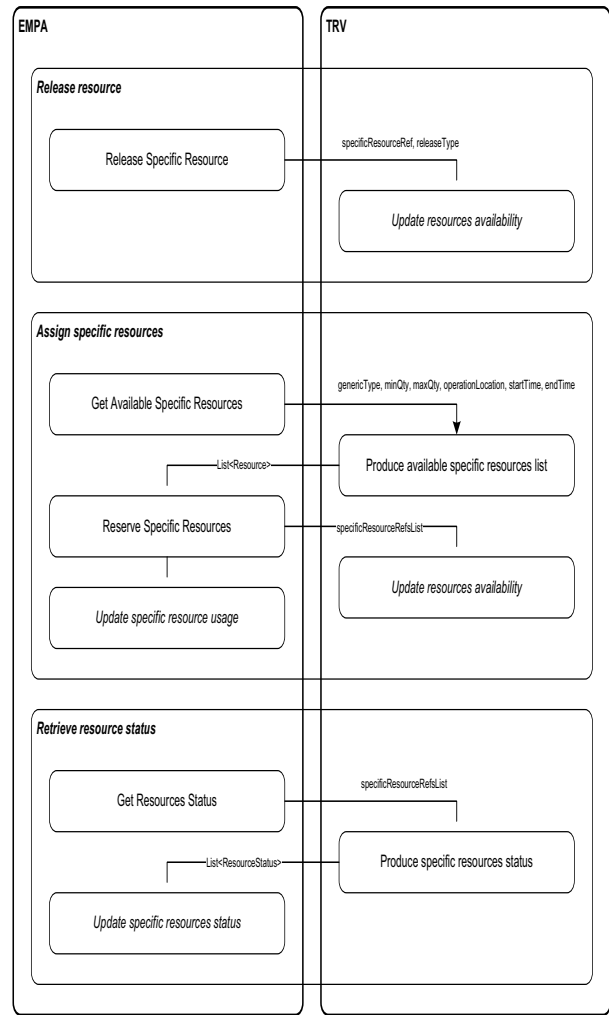 EMPA
TRV
Release resource
Release Specific Resource
specificResourceRef, releaseType
Update resources availability
Assign specific resources
Get Available Specific Resources
genericType, minQty, maxQty, operationLocation, startTime, endTime
Produce available specific resources list
List<Resource>
Reserve Specific Resources
specificResourceRefsList
Update resources availability
Update specific resource usage
Retrieve resource status
Get Resources Status
specificResourceRefsList
Produce specific resources status
List<ResourceStatus>
Update specific resources status